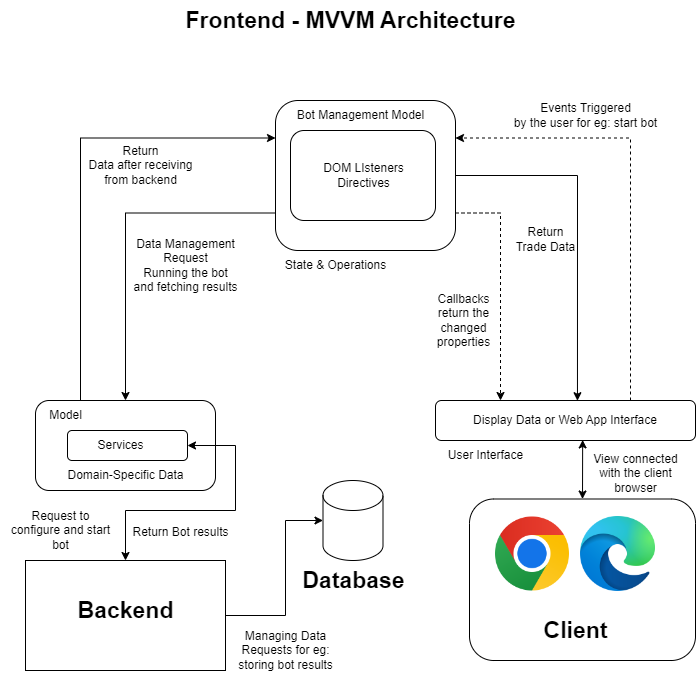 Frontend - MVVM Architecture
Bot Management Model
DOM LIsteners
Directives
State & Operations
Events Triggered
by the user for eg: start bot
Return
Data after receiving
from backend
Data Management
Request
Running the bot
and fetching results
Return
Trade Data
Callbacks
return the
changed
properties
Model
Services
Domain-Specific Data
Display Data or Web App Interface
User Interface
View connected
with the client
browser
Request to
configure and start
bot
Return Bot results
Backend
Database
Managing Data
Requests for eg:
storing bot results
Client